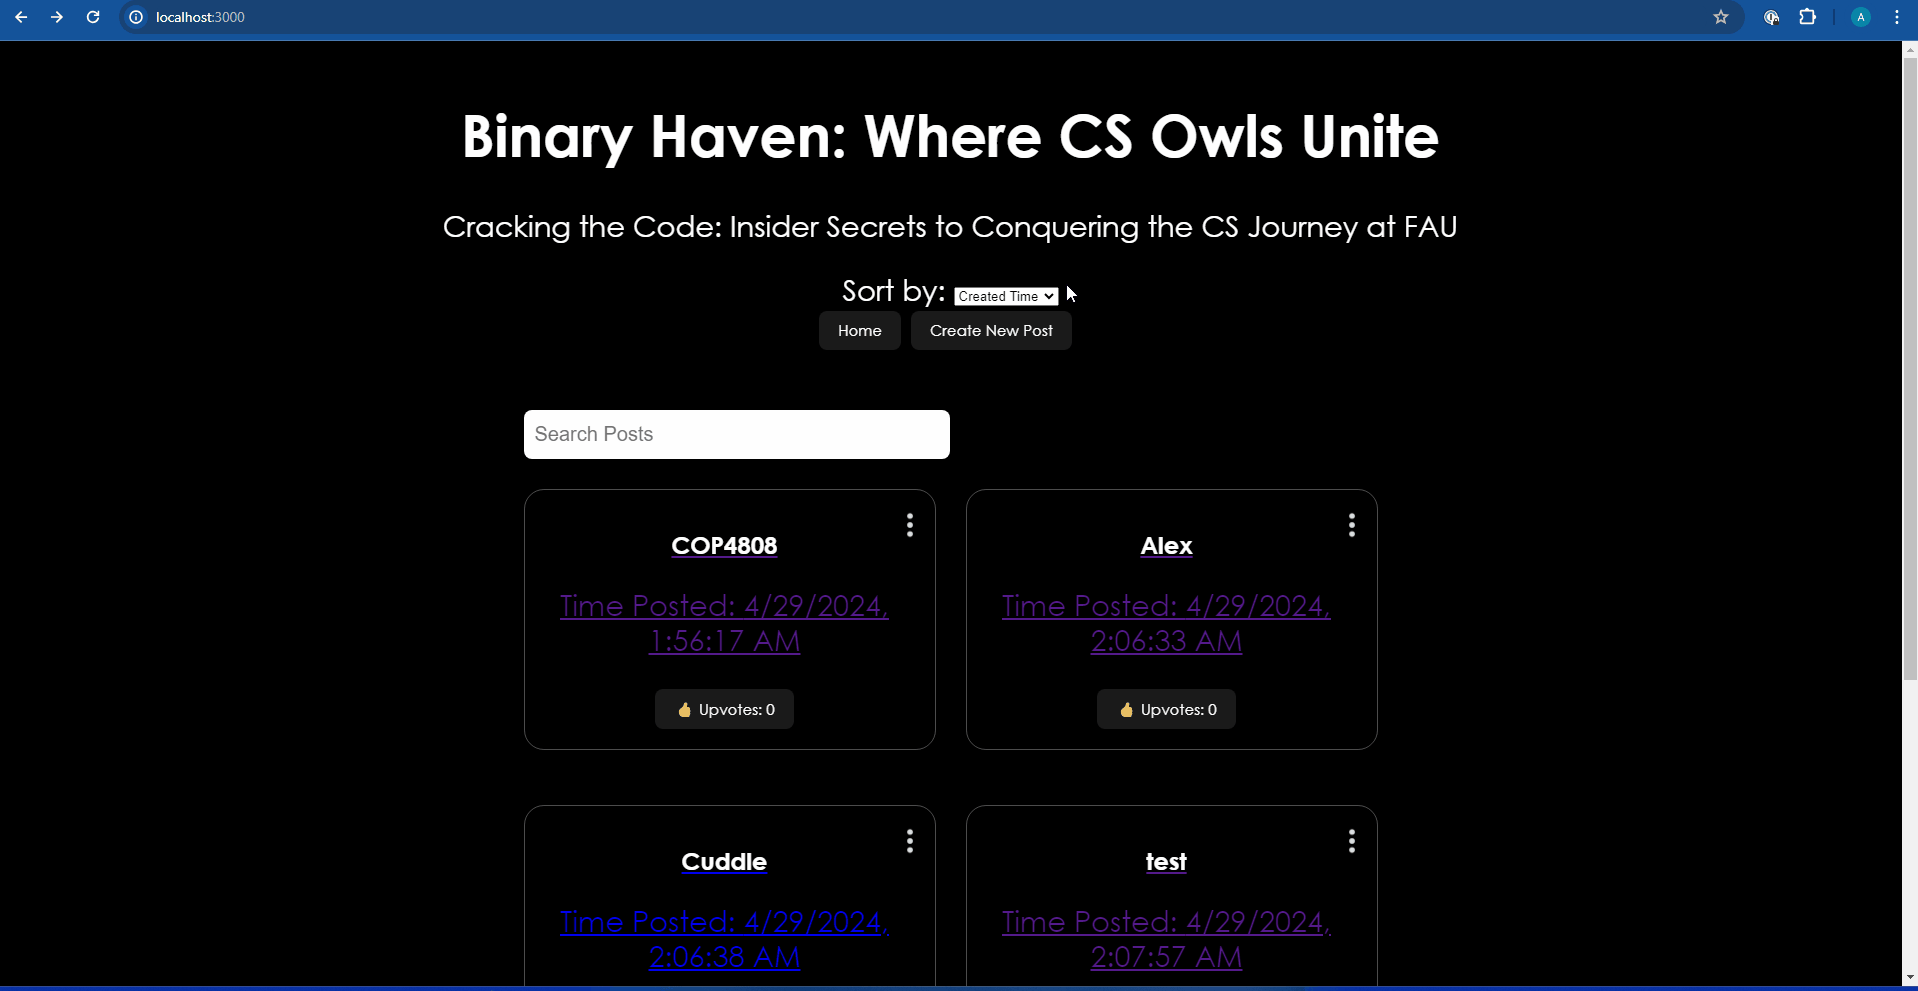 localhost:3000
A
Binary Haven: Where CS Owls Unite
Cracking the Code: Insider Secrets to Conquering the CS Journey at FAU
Sort by: Created Time
Home Create New Post
Search Posts
COP4808
Time Posted: 4/29/2024,
1:56:17 AM
👍 Upvotes: 0
Alex
Time Posted: 4/29/2024,
2:06:33 AM
👍 Upvotes: 0
Cuddle
Time Posted: 4/29/2024,
2:06:38 AM
test
Time Posted: 4/29/2024,
2:07:57 AM